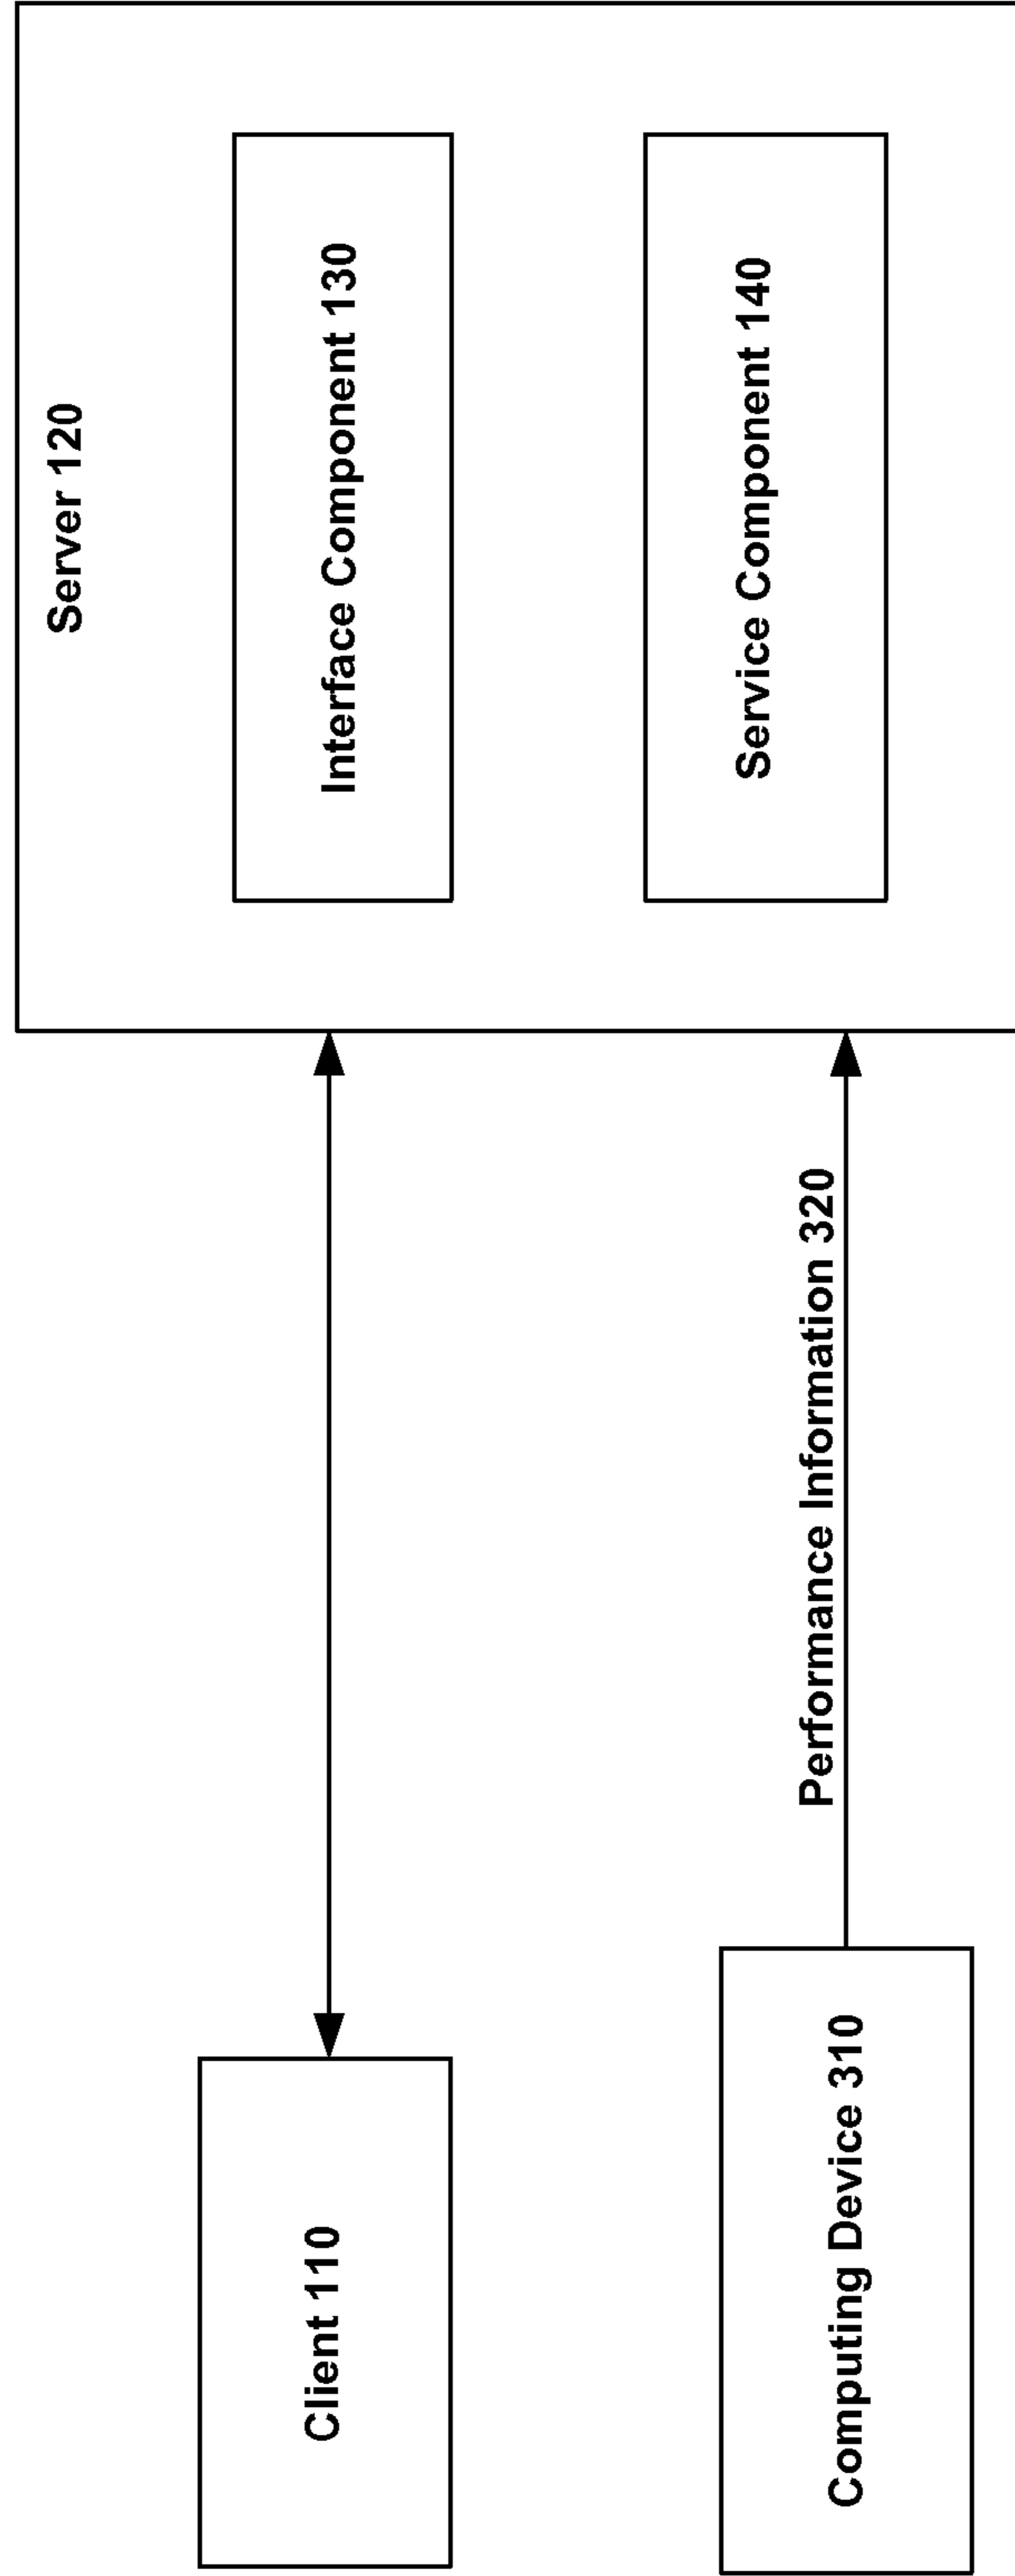 Server 120
Client 110
Interface Component 130
Performance Information 320
Service Component 140
Computing Device 310